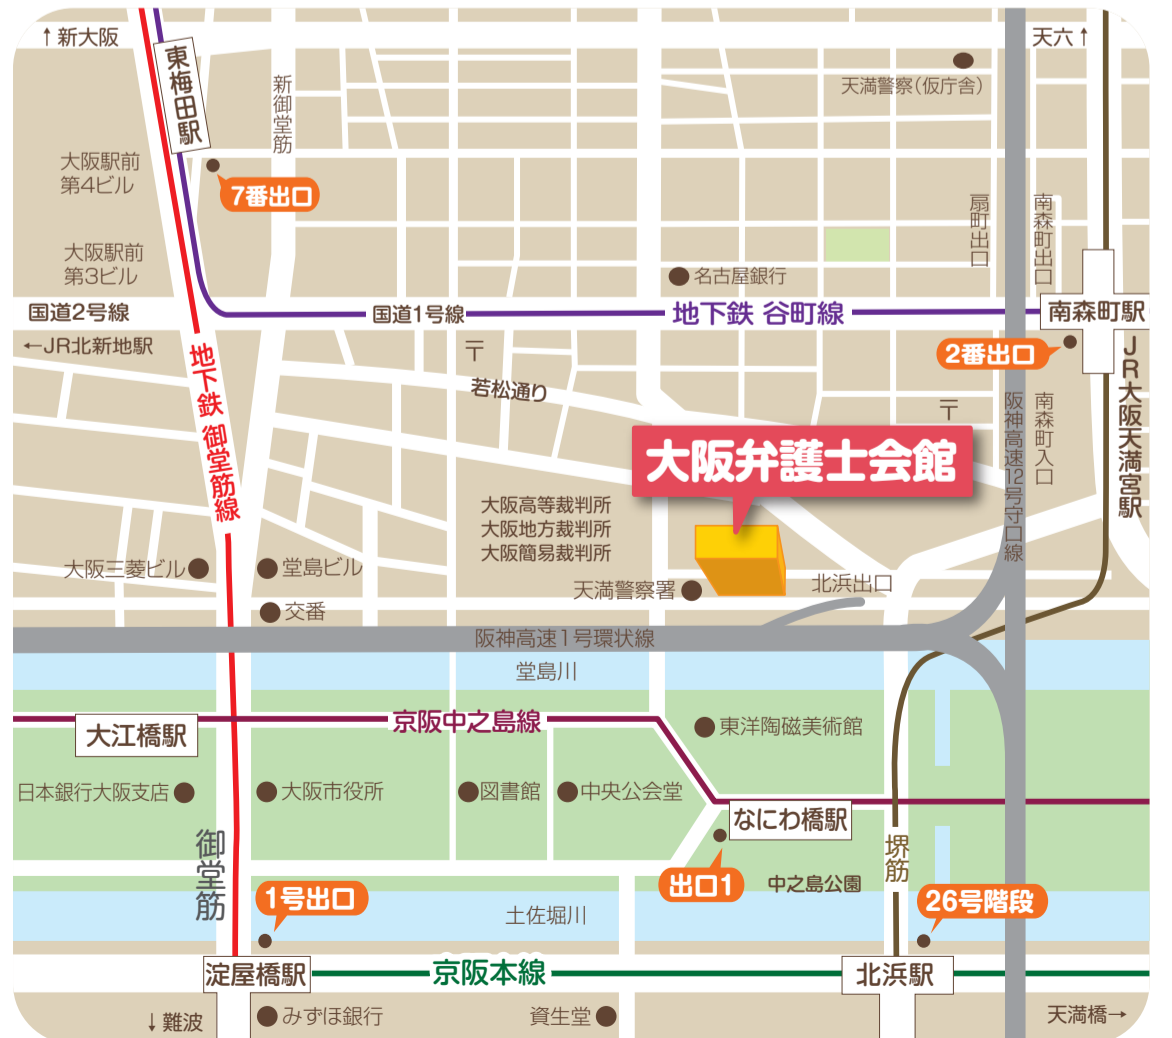 ↑新大阪
天六↑
東梅田駅
新御堂筋
天満警察(仮庁舎)
大阪駅前
第4ビル
7番出口
扇町出口
南森町出口
大阪駅前
第3ビル
名古屋銀行
国道2号線
国道1号線
地下鉄 谷町線
南森町駅
←JR北新地駅
〒
2番出口
JR大阪天満宮駅
地下鉄 御堂筋線
若松通り
〒
阪神高速12号守口線
南森町入口
大阪弁護士会館
大阪高等裁判所
大阪地方裁判所
大阪簡易裁判所
大阪三菱ビル
堂島ビル
天満警察署
北浜出口
交番
阪神高速1号環状線
堂島川
京阪中之島線
東洋陶磁美術館
大江橋駅
日本銀行大阪支店
大阪市役所
図書館
中央公会堂
なにわ橋駅
御堂筋
堺筋
出口1
中之島公園
1号出口
26号階段
土佐堀川
淀屋橋駅
京阪本線
北浜駅
↓難波
みずほ銀行
資生堂
天満橋→